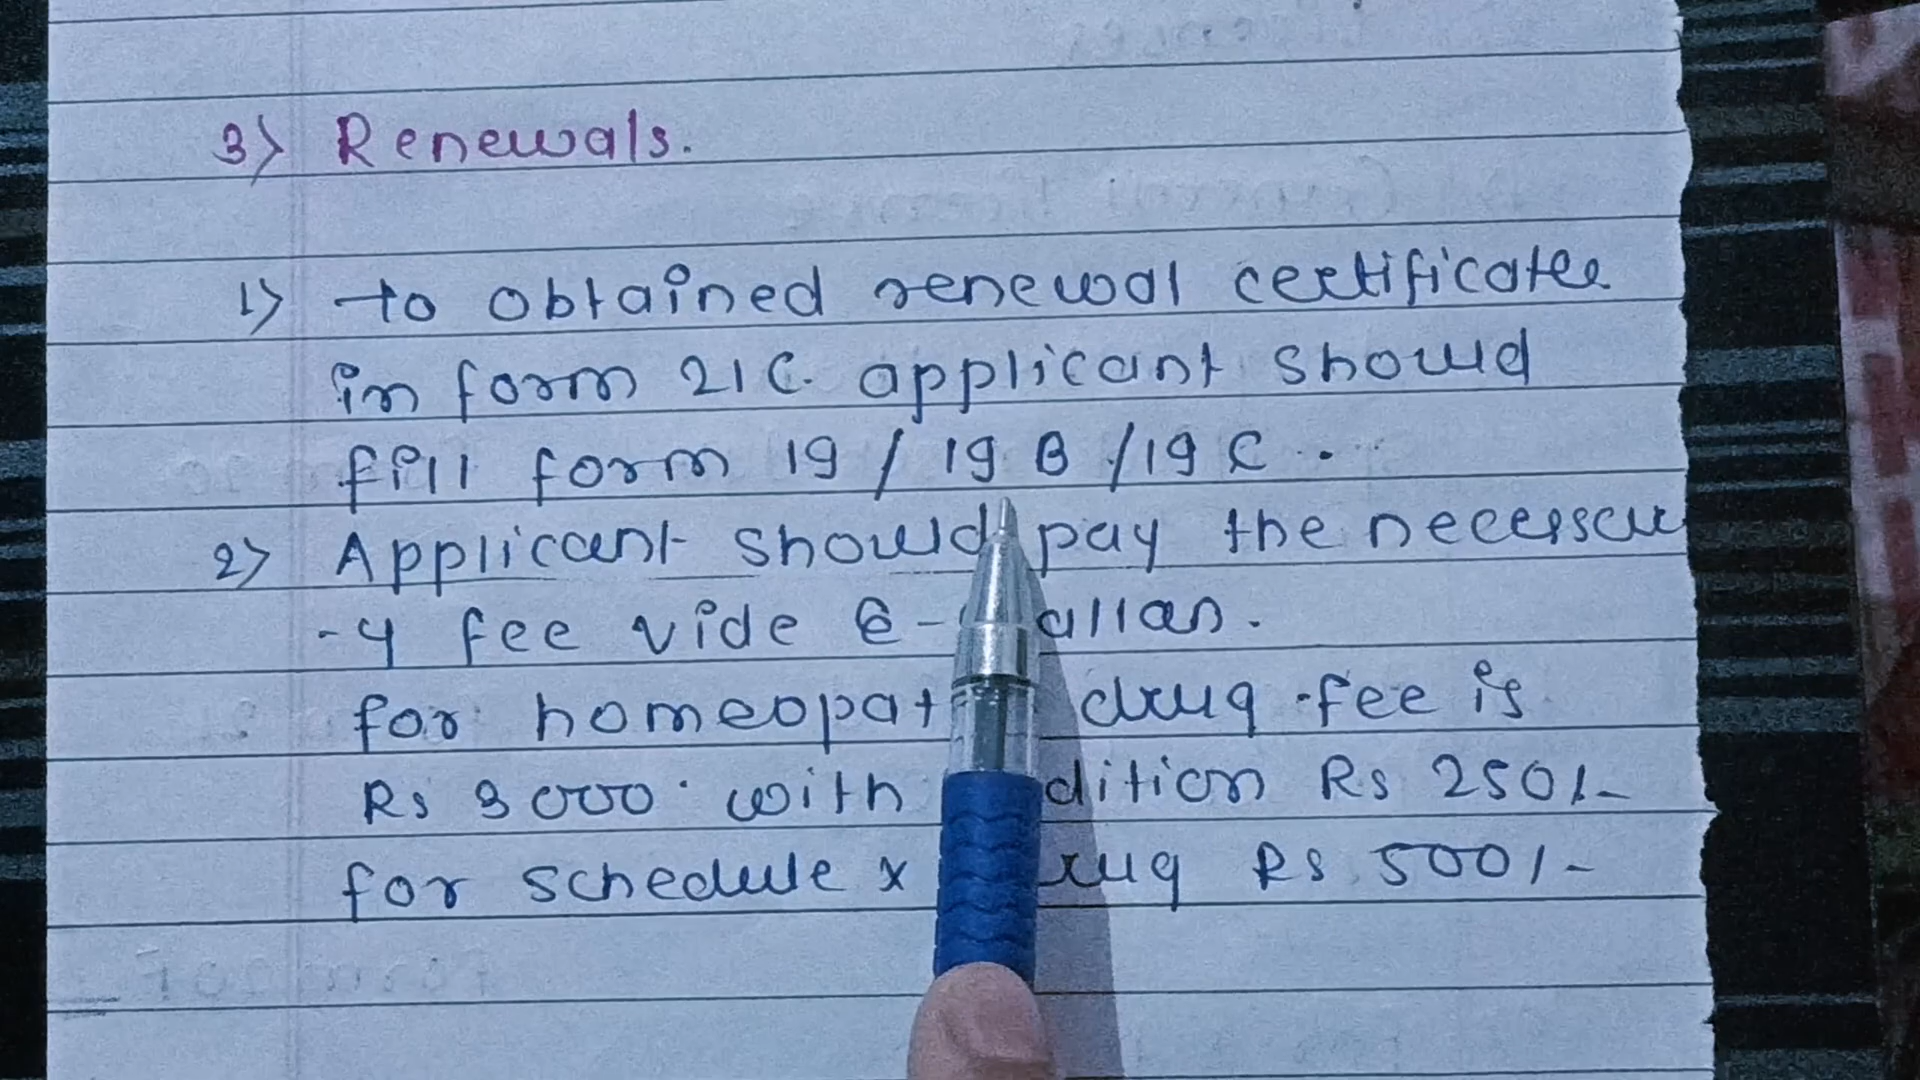 3) Renewals.
1) to obtained renewal certificate
in form 21C. applicant should
fill form 19 / 19 B / 19 C .
2) Applicant should pay the necessar
-y fee vide e- allan.
for homeopat drug fee is
Rs 3000 with dition Rs 250/-
for schedule x rug Rs 500/-